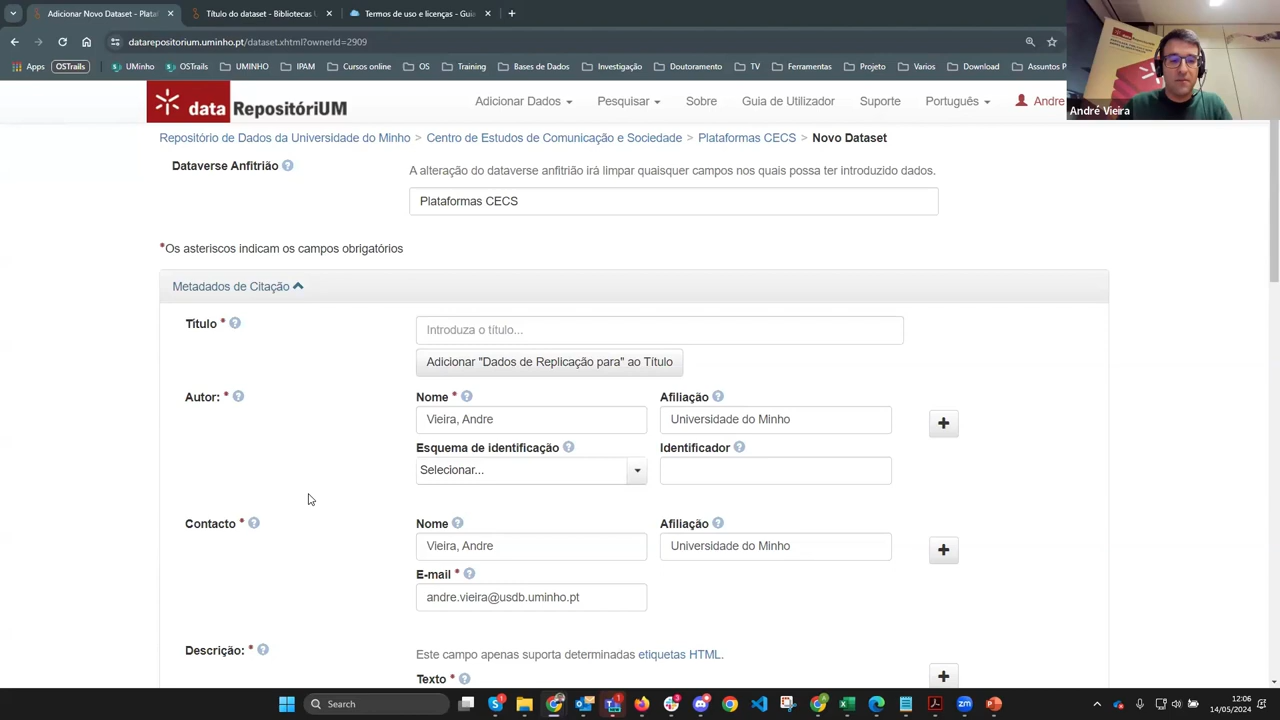 Adicionar Novo Dataset - Plata
Título do dataset - Bibliotecas U
Termos de uso e licenças - Guia
datarepositorium.uminho.pt/dataset.xhtml?ownerId=2909
Apps OSTrails UMinho OSTrails UMINHO IPAM Cursos online OS Training Bases de Dados Investigação Doutoramento TV Ferramentas Projeto Varios Download Assuntos P
André Vieira
data RepositóriUM
Adicionar Dados Pesquisar Sobre Guia de Utilizador Suporte Português Andre
Repositório de Dados da Universidade do Minho > Centro de Estudos de Comunicação e Sociedade > Plataformas CECS > Novo Dataset
Dataverse Anfitrião
A alteração do dataverse anfitrião irá limpar quaisquer campos nos quais possa ter introduzido dados.
Plataformas CECS
*Os asteriscos indicam os campos obrigatórios
Metadados de Citação
Título *
Introduza o título...
Adicionar "Dados de Replicação para" ao Título
Autor: *
Nome * Afiliação
Vieira, Andre Universidade do Minho
Esquema de identificação Identificador
Selecionar...
Contacto *
Nome Afiliação
Vieira, Andre Universidade do Minho
E-mail *
andre.vieira@usdb.uminho.pt
Descrição: *
Este campo apenas suporta determinadas etiquetas HTML.
Texto *
Search
12:06
14/05/2024